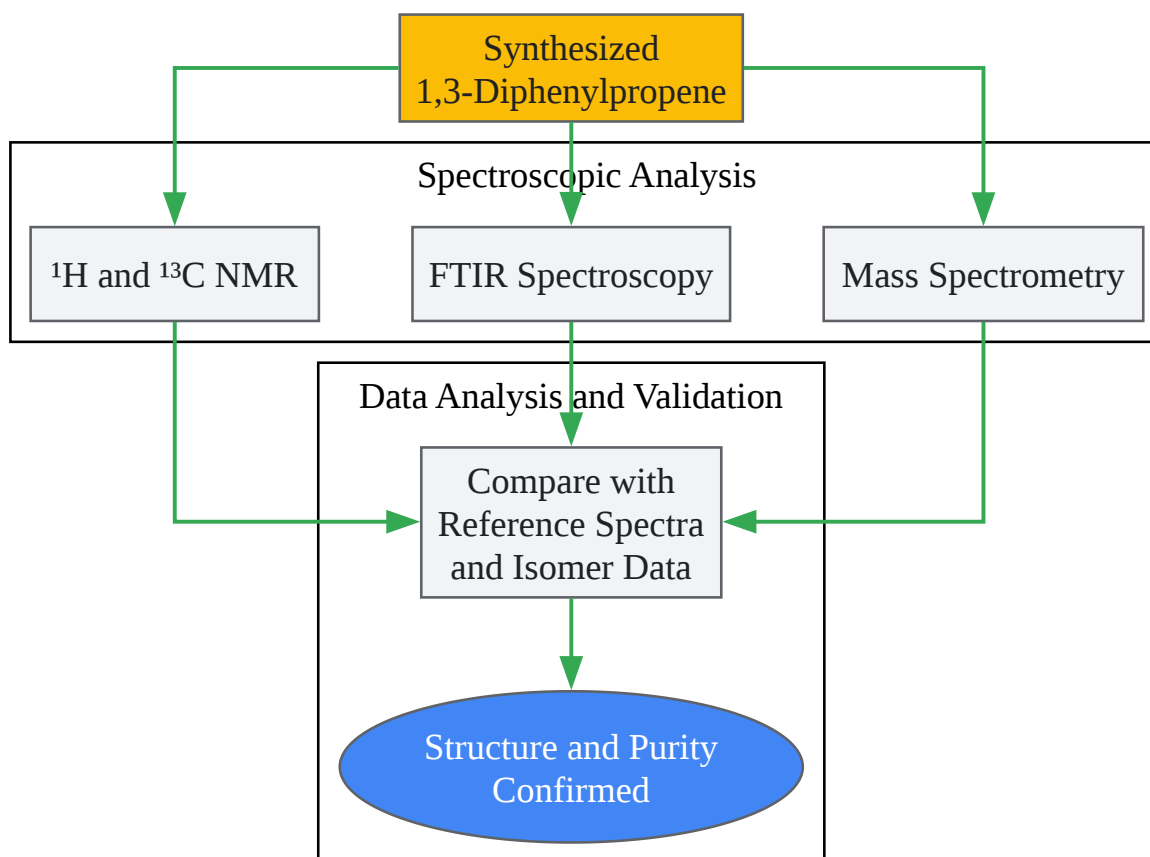 Synthesized
1,3-Diphenylpropene
Spectroscopic Analysis
¹H and ¹³C NMR
FTIR Spectroscopy
Mass Spectrometry
Data Analysis and Validation
Compare with
Reference Spectra
and Isomer Data
Structure and Purity
Confirmed